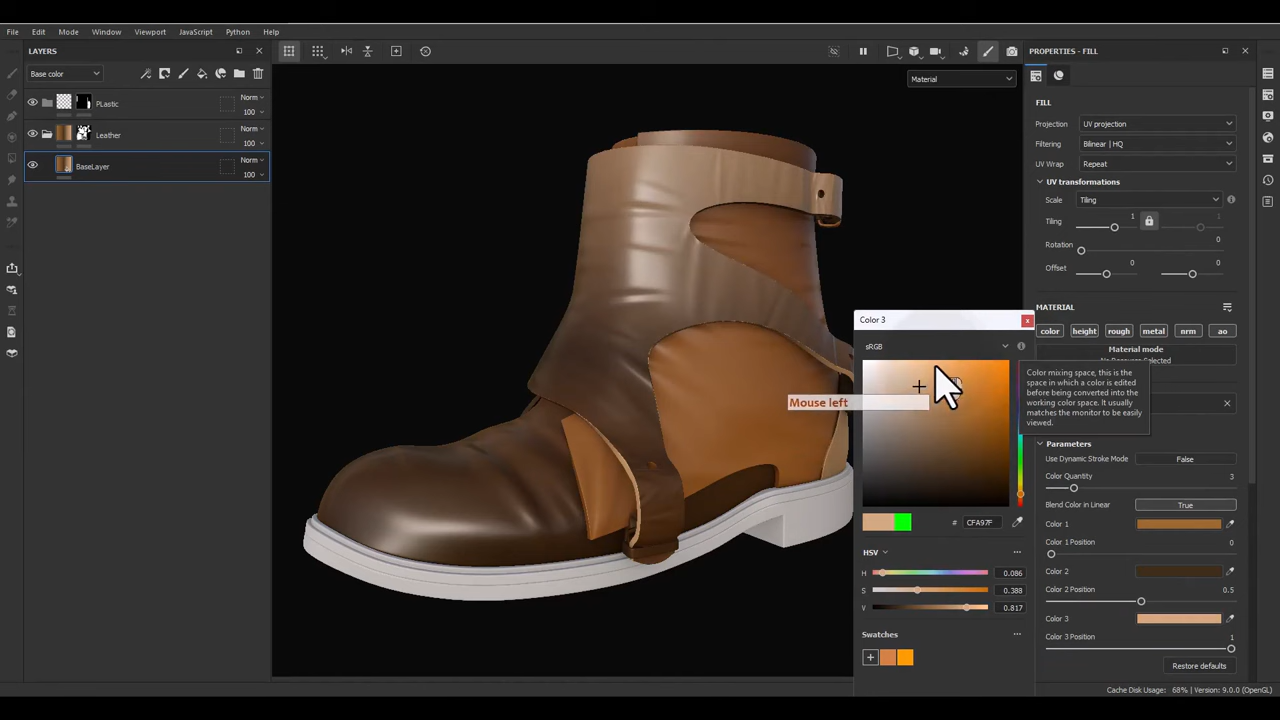 File Edit Mode Window Viewport JavaScript Python Help
LAYERS
PROPERTIES - FILL
Base color
Material
PLastic
Norm
100
Leather
Norm
100
BaseLayer
Norm
100
FILL
Projection UV projection
Filtering Bilinear | HQ
UV Wrap Repeat
UV transformations
Scale Tiling
Tiling 1 1
Rotation 0
Offset 0 0
MATERIAL
color height rough metal nrm ao
Material mode
No Resource Selected
Parameters
Use Dynamic Stroke Mode False
Color Quantity 3
Blend Color in Linear True
Color 1
Color 1 Position 0
Color 2
Color 2 Position 0.5
Color 3
Color 3 Position 1
Restore defaults
Color 3 x
sRGB
Color mixing space, this is the
space in which a color is edited
before being converted into the
working color space. It usually
matches the monitor to be easily
viewed.
Mouse left
# CFA97F
HSV
H 0.086
S 0.388
V 0.817
Swatches
+
Cache Disk Usage: 68% | Version: 9.0.0 (OpenGL)